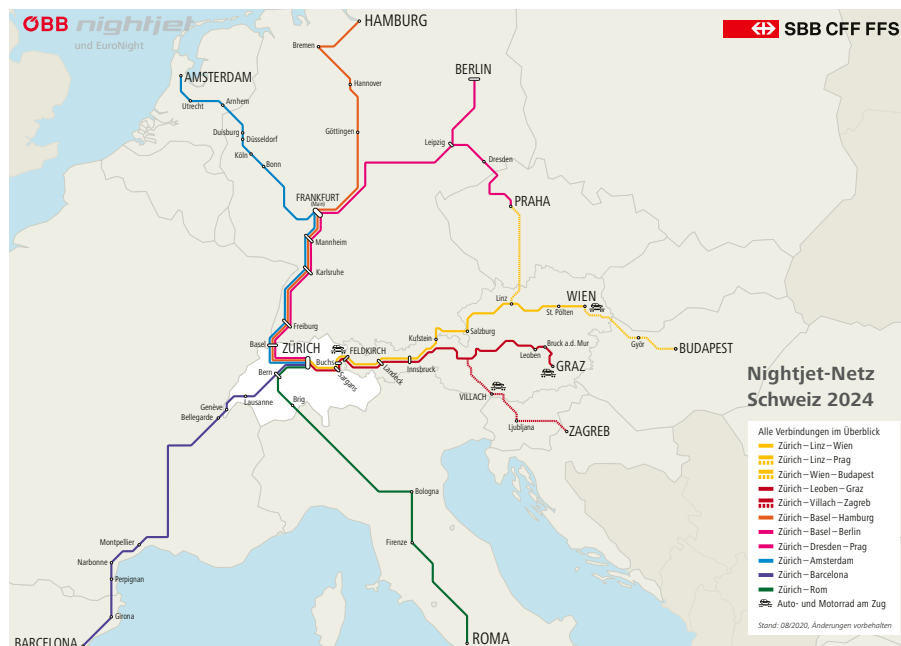 ÖBB nightjet
und EuroNight
SBB CFF FFS
HAMBURG
Bremen
Hannover
Göttingen
AMSTERDAM
Utrecht
Arnhem
Duisburg
Düsseldorf
Köln
Bonn
BERLIN
Leipzig
Dresden
PRAHA
FRANKFURT
(Main)
Mannheim
Karlsruhe
Freiburg
Basel
ZÜRICH
Bern
Buchs
Sargans
FELDKIRCH
Landeck
Innsbruck
Kufstein
Salzburg
Linz
St. Pölten
WIEN
Györ
BUDAPEST
Bruck a.d. Mur
Leoben
GRAZ
VILLACH
Ljubljana
ZAGREB
Lausanne
Genève
Bellegarde
Brig
Bologna
Firenze
ROMA
Montpellier
Narbonne
Perpignan
Girona
BARCELONA
Nightjet-Netz
Schweiz 2024
Alle Verbindungen im Überblick
Zürich – Linz – Wien
Zürich – Linz – Prag
Zürich – Wien – Budapest
Zürich – Leoben – Graz
Zürich – Villach – Zagreb
Zürich – Basel – Hamburg
Zürich – Basel – Berlin
Zürich – Dresden – Prag
Zürich – Amsterdam
Zürich – Barcelona
Zürich – Rom
Auto- und Motorrad am Zug
Stand: 08/2020, Änderungen vorbehalten